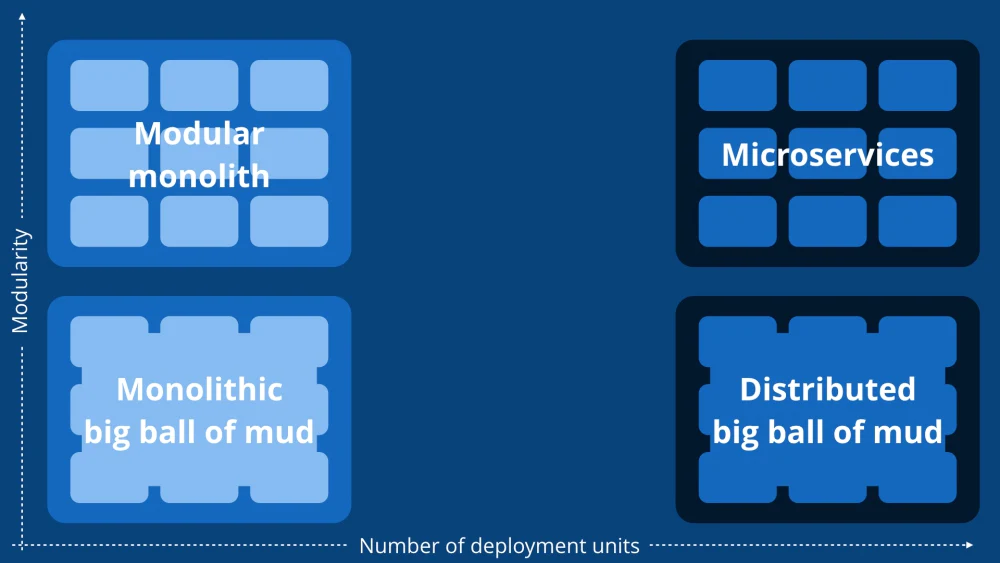 Modular
monolith
Microservices
Modularity
Monolithic
big ball of mud
Distributed
big ball of mud
Number of deployment units